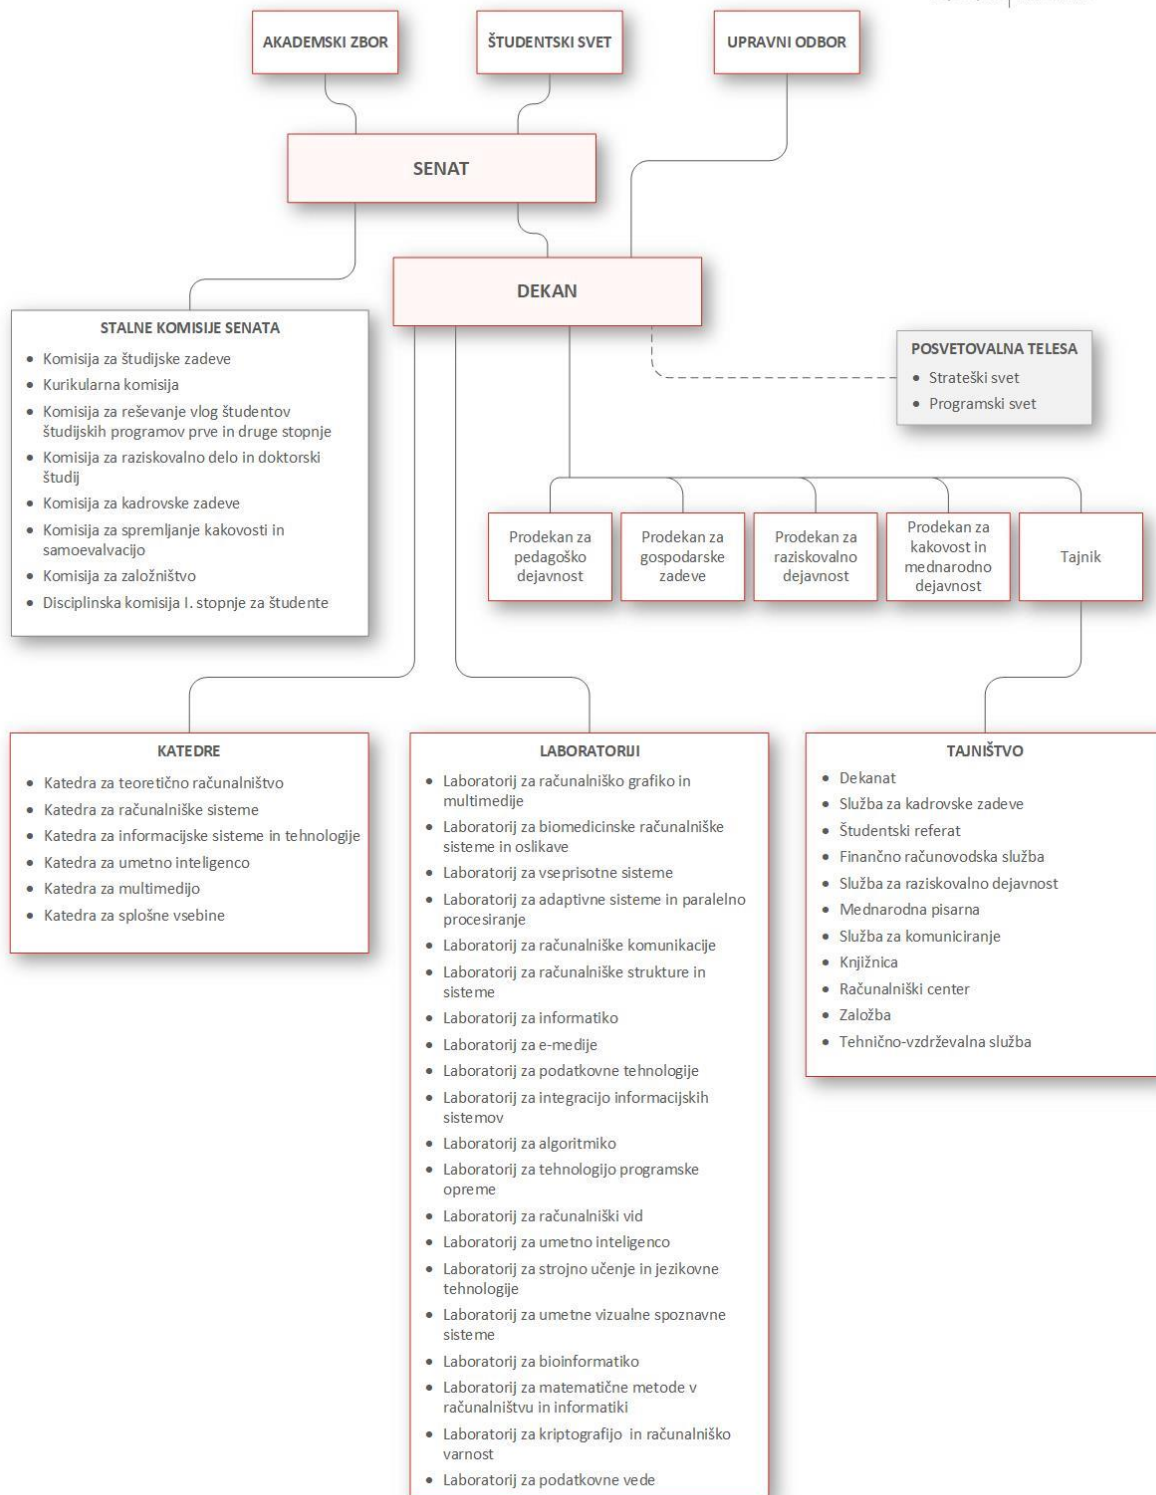 AKADEMSKI ZBOR
ŠTUDENTSKI SVET
UPRAVNI ODBOR
SENAT
DEKAN
STALNE KOMISIJE SENATA
• Komisija za študijske zadeve
• Kurikularna komisija
• Komisija za reševanje vlog študentov
študijskih programov prve in druge stopnje
• Komisija za raziskovalno delo in doktorski
študij
• Komisija za kadrovske zadeve
• Komisija za spremljanje kakovosti in
samoevalvacijo
• Komisija za založništvo
• Disciplinska komisija I. stopnje za študente
POSVETOVALNA TELESA
• Strateški svet
• Programski svet
Prodekan za
pedagoško
dejavnost
Prodekan za
gospodarske
zadeve
Prodekan za
raziskovalno
dejavnost
Prodekan za
kakovost in
mednarodno
dejavnost
Tajnik
KATEDRE
• Katedra za teoretično računalništvo
• Katedra za računalniške sisteme
• Katedra za informacijske sisteme in tehnologije
• Katedra za umetno inteligenco
• Katedra za multimedijo
• Katedra za splošne vsebine
LABORATORIJI
• Laboratorij za računalniško grafiko in
multimedije
• Laboratorij za biomedicinske računalniške
sisteme in oslikave
• Laboratorij za vseprisotne sisteme
• Laboratorij za adaptivne sisteme in paralelno
procesiranje
• Laboratorij za računalniške komunikacije
• Laboratorij za računalniške strukture in
sisteme
• Laboratorij za informatiko
• Laboratorij za e-medije
• Laboratorij za podatkovne tehnologije
• Laboratorij za integracijo informacijskih
sistemov
• Laboratorij za algoritmiko
• Laboratorij za tehnologijo programske
opreme
• Laboratorij za računalniški vid
• Laboratorij za umetno inteligenco
• Laboratorij za strojno učenje in jezikovne
tehnologije
• Laboratorij za umetne vizualne spoznavne
sisteme
• Laboratorij za bioinformatiko
• Laboratorij za matematične metode v
računalništvu in informatiki
• Laboratorij za kriptografijo in računalniško
varnost
• Laboratorij za podatkovne vede
TAJNIŠTVO
• Dekanat
• Služba za kadrovske zadeve
• Študentski referat
• Finančno računovodska služba
• Služba za raziskovalno dejavnost
• Mednarodna pisarna
• Služba za komuniciranje
• Knjižnica
• Računalniški center
• Založba
• Tehnično-vzdrževalna služba